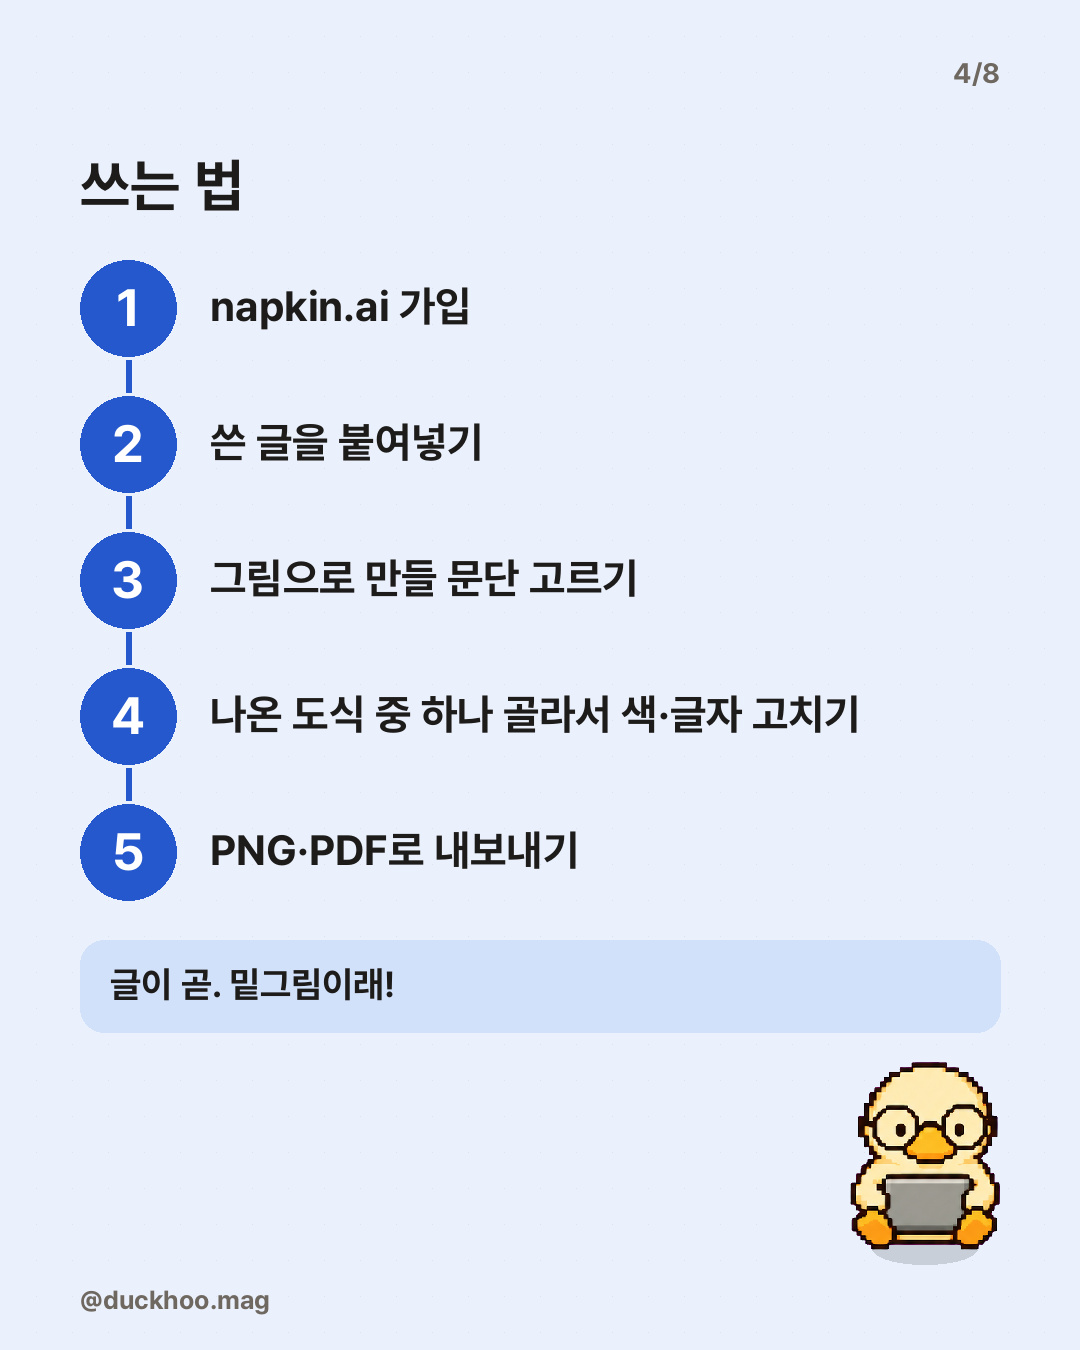 4/8
쓰는 법
1 napkin.ai 가입
2 쓴 글을 붙여넣기
3 그림으로 만들 문단 고르기
4 나온 도식 중 하나 골라서 색·글자 고치기
5 PNG·PDF로 내보내기
글이 곧. 밑그림이래!
@duckhoo.mag